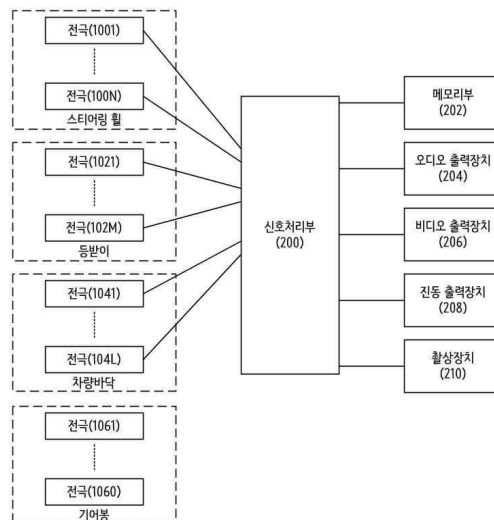 전극(1001)
전극(100N)
스티어링 휠
전극(1021)
전극(102M)
등받이
전극(1041)
전극(104L)
차량바닥
전극(1061)
전극(1060)
기어봉
신호처리부
(200)
메모리부
(202)
오디오 출력장치
(204)
비디오 출력장치
(206)
진동 출력장치
(208)
촬상장치
(210)